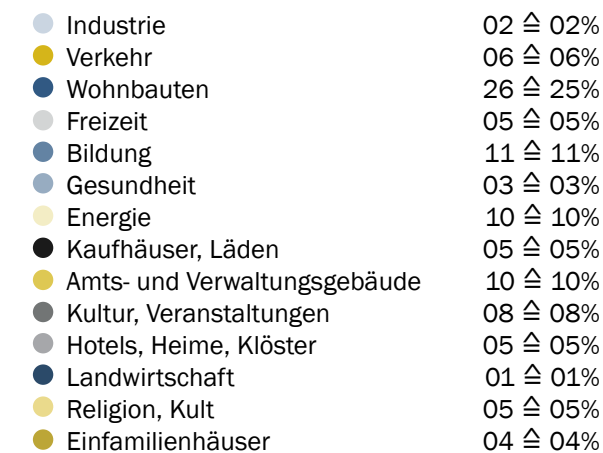 Industrie 02 ≙ 02%
Verkehr 06 ≙ 06%
Wohnbauten 26 ≙ 25%
Freizeit 05 ≙ 05%
Bildung 11 ≙ 11%
Gesundheit 03 ≙ 03%
Energie 10 ≙ 10%
Kaufhäuser, Läden 05 ≙ 05%
Amts- und Verwaltungsgebäude 10 ≙ 10%
Kultur, Veranstaltungen 08 ≙ 08%
Hotels, Heime, Klöster 05 ≙ 05%
Landwirtschaft 01 ≙ 01%
Religion, Kult 05 ≙ 05%
Einfamilienhäuser 04 ≙ 04%